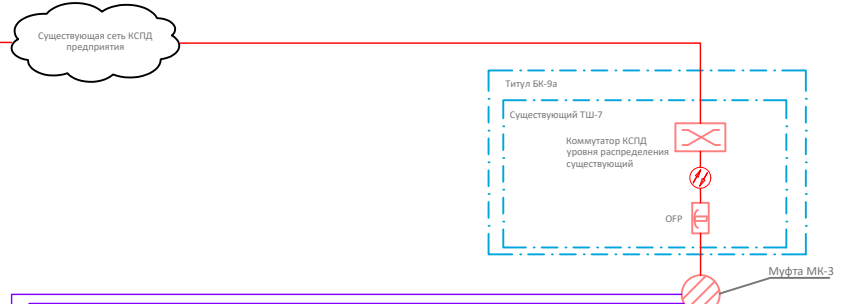 Существующая сеть КСПД
предприятия
Титул БК-9а
Существующий ТШ-7
Коммутатор КСПД
уровня распределения
существующий
OFP
Муфта МК-3